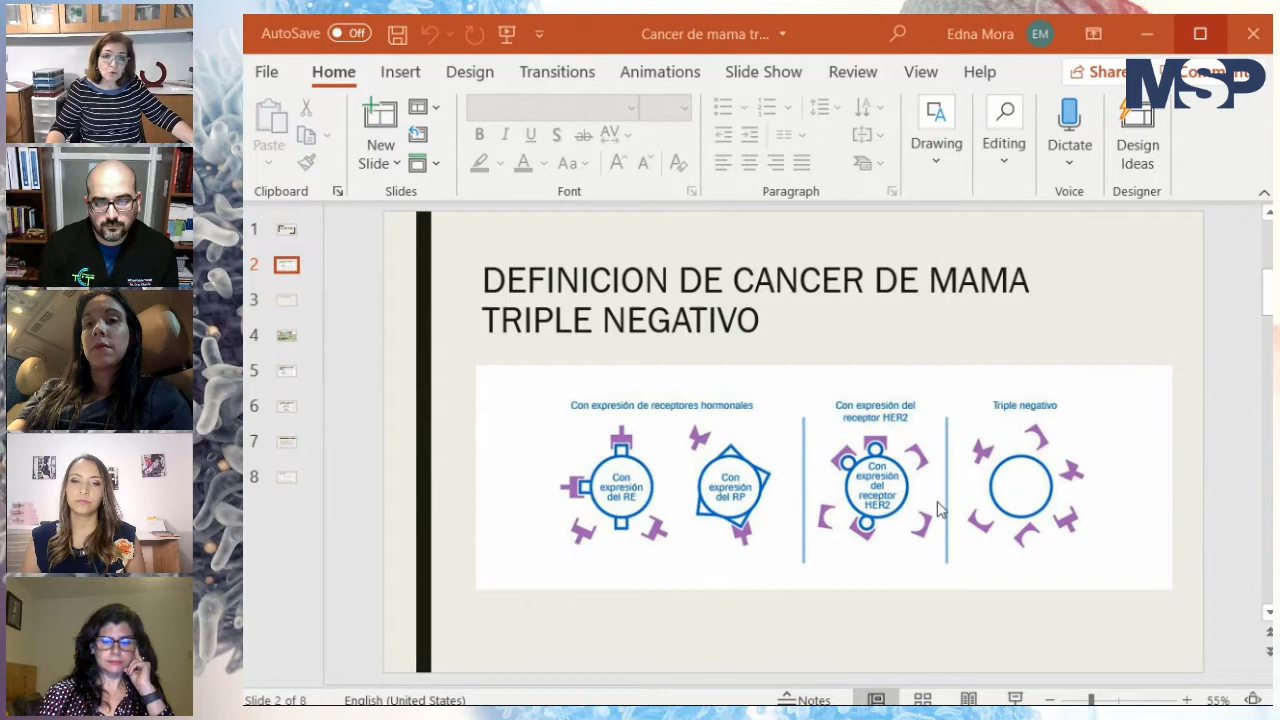 AutoSave
Off
Cancer de mama tr...
Edna Mora
EM
File
Home
Insert
Design
Transitions
Animations
Slide Show
Review
View
Help
Share
MSP
Paste
New
Slide
B
I
U
S
ab
AV
Aa
A
A
A
Drawing
Editing
Dictate
Design
Ideas
Clipboard
Slides
Font
Paragraph
Voice
Designer
1
2
3
4
5
6
7
8
DEFINICION DE CANCER DE MAMA
TRIPLE NEGATIVO
Con expresión de receptores hormonales
Con
expresión
del RE
Con
expresión
del RP
Con expresión del
receptor HER2
Con
expresión
del
receptor
HER2
Triple negativo
Slide 2 of 8
English (United States)
Notes
55%